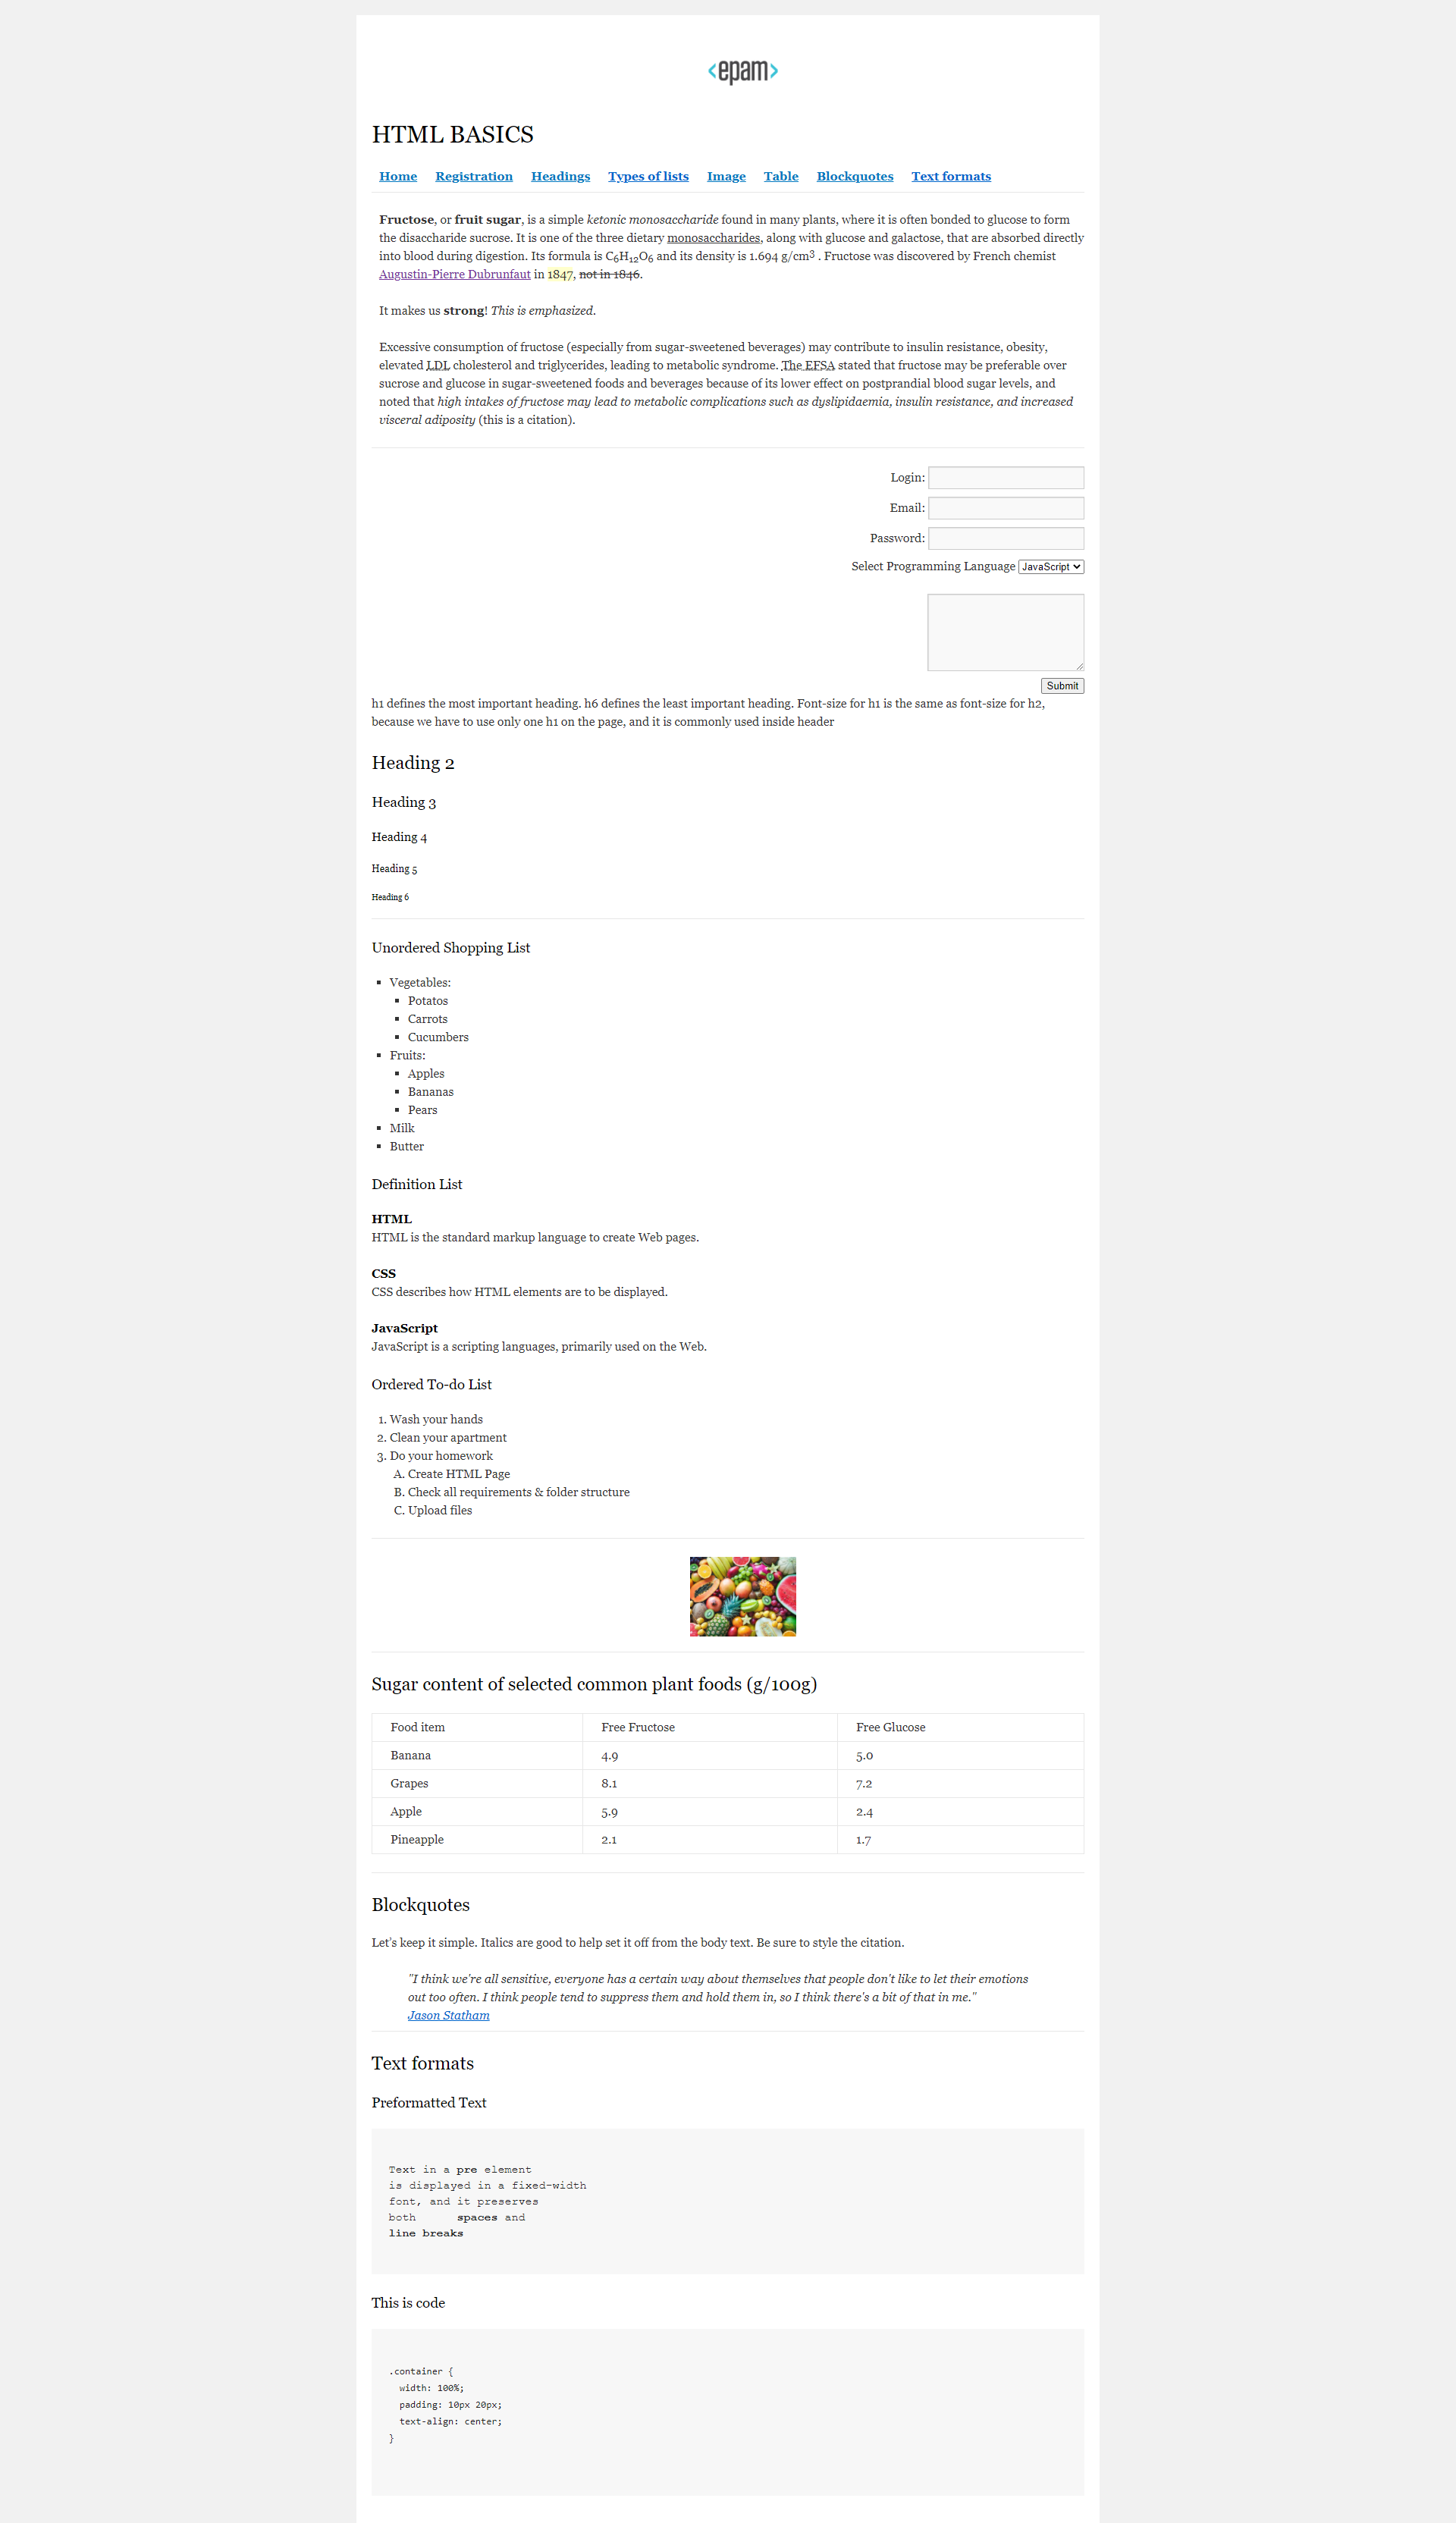 <epam>
HTML BASICS
Home Registration Headings Types of lists Image Table Blockquotes Text formats
Fructose, or fruit sugar, is a simple ketonic monosaccharide found in many plants, where it is often bonded to glucose to form
the disaccharide sucrose. It is one of the three dietary monosaccharides, along with glucose and galactose, that are absorbed directly
into blood during digestion. Its formula is C₆H₁₂O₆ and its density is 1.694 g/cm³ . Fructose was discovered by French chemist
Augustin-Pierre Dubrunfaut in 1847, not in 1846.
It makes us strong! This is emphasized.
Excessive consumption of fructose (especially from sugar-sweetened beverages) may contribute to insulin resistance, obesity,
elevated LDL cholesterol and triglycerides, leading to metabolic syndrome. The EFSA stated that fructose may be preferable over
sucrose and glucose in sugar-sweetened foods and beverages because of its lower effect on postprandial blood sugar levels, and
noted that high intakes of fructose may lead to metabolic complications such as dyslipidaemia, insulin resistance, and increased
visceral adiposity (this is a citation).
Login:
Email:
Password:
Select Programming Language JavaScript
Submit
h1 defines the most important heading. h6 defines the least important heading. Font-size for h1 is the same as font-size for h2,
because we have to use only one h1 on the page, and it is commonly used inside header
Heading 2
Heading 3
Heading 4
Heading 5
Heading 6
Unordered Shopping List
Vegetables:
Potatos
Carrots
Cucumbers
Fruits:
Apples
Bananas
Pears
Milk
Butter
Definition List
HTML
HTML is the standard markup language to create Web pages.
CSS
CSS describes how HTML elements are to be displayed.
JavaScript
JavaScript is a scripting languages, primarily used on the Web.
Ordered To-do List
1. Wash your hands
2. Clean your apartment
3. Do your homework
A. Create HTML Page
B. Check all requirements & folder structure
C. Upload files
Sugar content of selected common plant foods (g/100g)
Food item Free Fructose Free Glucose
Banana 4.9 5.0
Grapes 8.1 7.2
Apple 5.9 2.4
Pineapple 2.1 1.7
Blockquotes
Let's keep it simple. Italics are good to help set it off from the body text. Be sure to style the citation.
"I think we're all sensitive, everyone has a certain way about themselves that people don't like to let their emotions
out too often. I think people tend to suppress them and hold them in, so I think there's a bit of that in me."
Jason Statham
Text formats
Preformatted Text
Text in a pre element
is displayed in a fixed-width
font, and it preserves
both      spaces and
line breaks
This is code
.container {
  width: 100%;
  padding: 10px 20px;
  text-align: center;
}